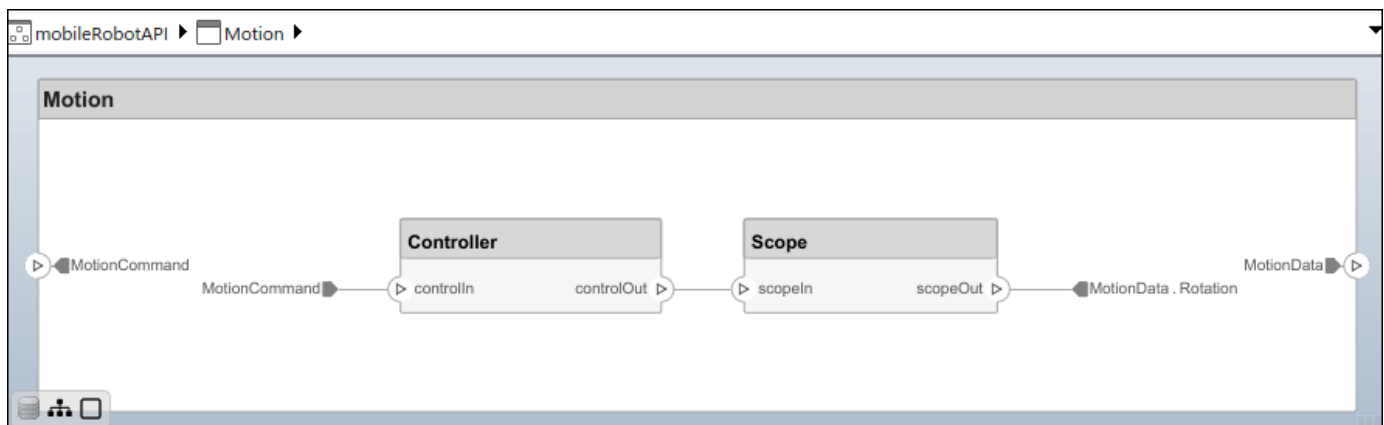 mobileRobotAPI Motion
Motion
Controller
Scope
MotionCommand
MotionData
MotionCommand controlIn controlOut scopeIn scopeOut MotionData . Rotation